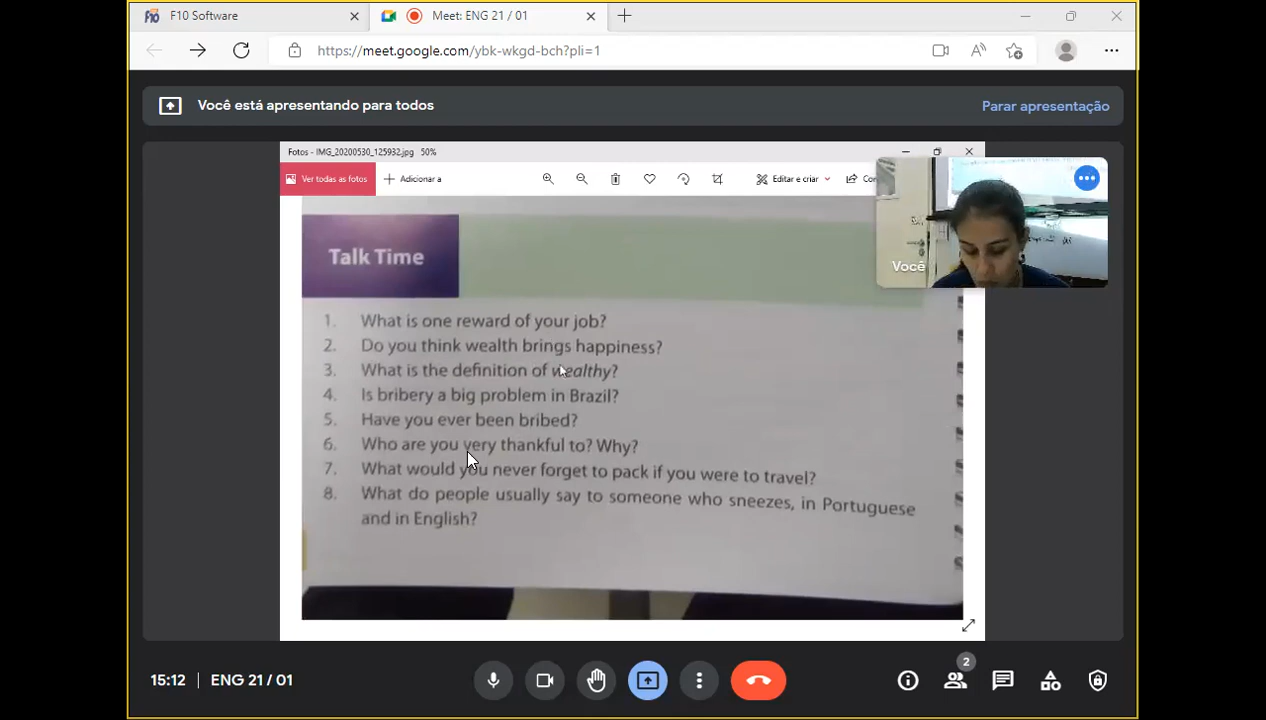 F10 Software
Meet: ENG 21 / 01
https://meet.google.com/ybk-wkgd-bch?pli=1
Você está apresentando para todos
Parar apresentação
Fotos - IMG_20200530_125932.jpg 50%
Ver todas as fotos
Adicionar a
Editar e criar
Talk Time
Você
1. What is one reward of your job?
2. Do you think wealth brings happiness?
3. What is the definition of wealthy?
4. Is bribery a big problem in Brazil?
5. Have you ever been bribed?
6. Who are you very thankful to? Why?
7. What would you never forget to pack if you were to travel?
8. What do people usually say to someone who sneezes, in Portuguese
and in English?
15:12 ENG 21 / 01
2